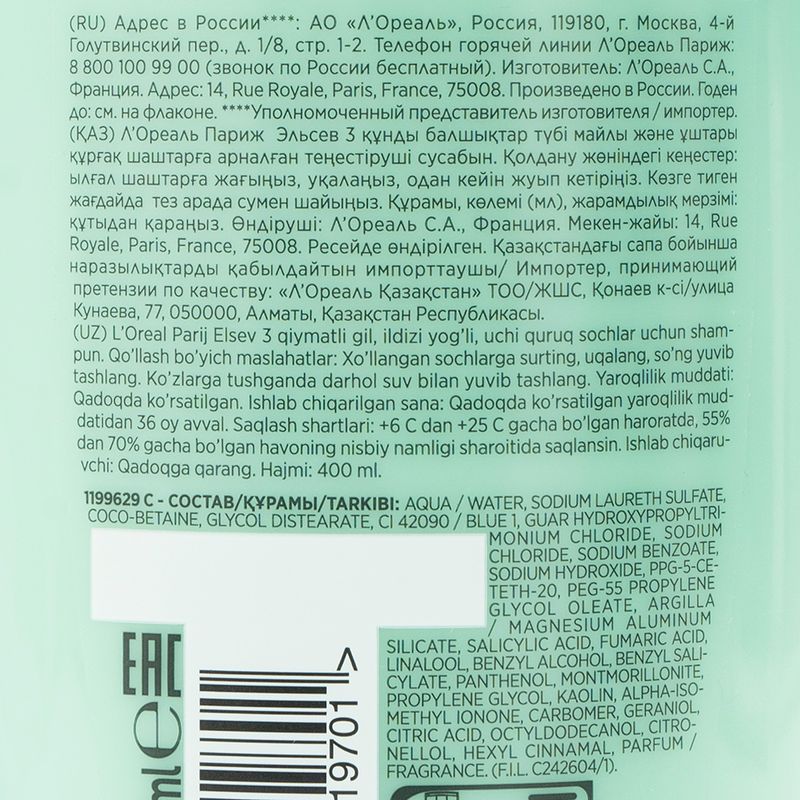 (RU) Адрес в России****: АО «Л’Ореаль», Россия, 119180, г. Москва, 4-й
Голутвинский пер., д. 1/8, стр. 1-2. Телефон горячей линии Л’Ореаль Париж:
8 800 100 99 00 (звонок по России бесплатный). Изготовитель: Л’Ореаль С.А.,
Франция. Адрес: 14, Rue Royale, Paris, France, 75008. Произведено в России. Годен
до: см. на флаконе. ****Уполномоченный представитель изготовителя / импортер.
(ҚАЗ) Л’Ореаль Париж Эльсев 3 құнды балшықтар түбі майлы және ұштары
құрғақ шаштарға арналған теңестіруші сусабын. Қолдану жөніндегі кеңестер:
ылғал шаштарға жағыңыз, уқалаңыз, одан кейін жуып кетіріңіз. Көзге тиген
жағдайда тез арада сумен шайыңыз. Құрамы, көлемі (мл), жарамдылық мерзімі:
құтыдан қараңыз. Өндіруші: Л’Ореаль С.А., Франция. Мекен-жайы: 14, Rue
Royale, Paris, France, 75008. Ресейде өндірілген. Қазақстандағы сапа бойынша
наразылықтарды қабылдайтын импорттаушы/ Импортер, принимающий
претензии по качеству: «Л’Ореаль Қазақстан» ТОО/ЖШС, Қонаев к-сі/улица
Кунаева, 77, 050000, Алматы, Қазақстан Республикасы.
(UZ) L’Oreal Parij Elsev 3 qiymatli gil, ildizi yog’li, uchi quruq sochlar uchun sham-
pun. Qo’llash bo’yich maslahatlar: Xo’llangan sochlarga surting, uqalang, so’ng yuvib
tashlang. Ko’zlarga tushganda darhol suv bilan yuvib tashlang. Yaroqlilik muddati:
Qadoqda ko’rsatilgan. Ishlab chiqarilgan sana: Qadoqda ko’rsatilgan yaroqlilik mud-
datidan 36 oy avval. Saqlash shartlari: +6 C dan +25 C gacha bo’lgan haroratda, 55%
dan 70% gacha bo’lgan havoning nisbiy namligi sharoitida saqlansin. Ishlab chiqaru-
vchi: Qadoqga qarang. Hajmi: 400 ml.
1199629 C - СОСТАВ/ҚҰРАМЫ/TARKIBI: AQUA / WATER, SODIUM LAURETH SULFATE,
COCO-BETAINE, GLYCOL DISTEARATE, CI 42090 / BLUE 1, GUAR HYDROXYPROPYLTRI-
MONIUM CHLORIDE, SODIUM
CHLORIDE, SODIUM BENZOATE,
SODIUM HYDROXIDE, PPG-5-CE-
TETH-20, PEG-55 PROPYLENE
GLYCOL OLEATE, ARGILLA
/ MAGNESIUM ALUMINUM
SILICATE, SALICYLIC ACID, FUMARIC ACID,
LINALOOL, BENZYL ALCOHOL, BENZYL SALI-
CYLATE, PANTHENOL, MONTMORILLONITE,
PROPYLENE GLYCOL, KAOLIN, ALPHA-ISO-
METHYL IONONE, CARBOMER, GERANIOL,
CITRIC ACID, OCTYLDODECANOL, CITRO-
NELLOL, HEXYL CINNAMAL, PARFUM /
FRAGRANCE. (F.I.L. C242604/1).
EAC
ml e
19701 >